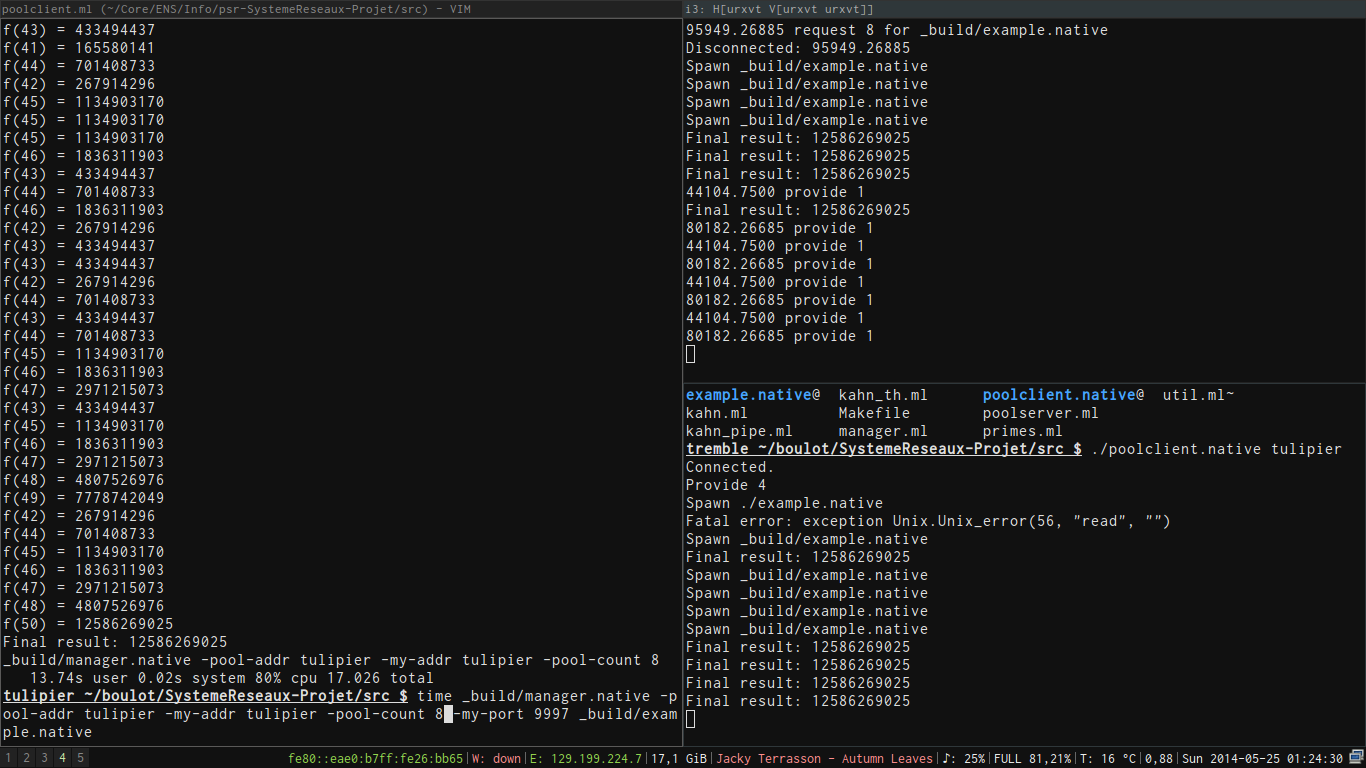 poolclient.ml (~/Core/ENS/Info/psr-SystemeReseaux-Projet/src) - VIM
f(43) = 433494437
f(41) = 165580141
f(44) = 701408733
f(42) = 267914296
f(45) = 1134903170
f(45) = 1134903170
f(45) = 1134903170
f(46) = 1836311903
f(43) = 433494437
f(44) = 701408733
f(46) = 1836311903
f(42) = 267914296
f(43) = 433494437
f(43) = 433494437
f(42) = 267914296
f(44) = 701408733
f(43) = 433494437
f(44) = 701408733
f(45) = 1134903170
f(46) = 1836311903
f(47) = 2971215073
f(43) = 433494437
f(45) = 1134903170
f(46) = 1836311903
f(47) = 2971215073
f(48) = 4807526976
f(49) = 7778742049
f(42) = 267914296
f(44) = 701408733
f(45) = 1134903170
f(46) = 1836311903
f(47) = 2971215073
f(48) = 4807526976
f(50) = 12586269025
Final result: 12586269025
_build/manager.native -pool-addr tulipier -my-addr tulipier -pool-count 8
13.74s user 0.02s system 80% cpu 17.026 total
tulipier ~/boulot/SystemeReseaux-Projet/src $ time _build/manager.native -p
ool-addr tulipier -my-addr tulipier -pool-count 8 -my-port 9997 _build/exam
ple.native
i3: H[urxvt V[urxvt urxvt]]
95949.26885 request 8 for _build/example.native
Disconnected: 95949.26885
Spawn _build/example.native
Spawn _build/example.native
Spawn _build/example.native
Spawn _build/example.native
Final result: 12586269025
Final result: 12586269025
Final result: 12586269025
44104.7500 provide 1
Final result: 12586269025
80182.26685 provide 1
44104.7500 provide 1
80182.26685 provide 1
44104.7500 provide 1
80182.26685 provide 1
44104.7500 provide 1
80182.26685 provide 1
example.native@ kahn_th.ml poolclient.native@ util.ml~
kahn.ml Makefile poolserver.ml
kahn_pipe.ml manager.ml primes.ml
tremble ~/boulot/SystemeReseaux-Projet/src $ ./poolclient.native tulipier
Connected.
Provide 4
Spawn ./example.native
Fatal error: exception Unix.Unix_error(56, "read", "")
Spawn _build/example.native
Final result: 12586269025
Spawn _build/example.native
Spawn _build/example.native
Spawn _build/example.native
Spawn _build/example.native
Final result: 12586269025
Final result: 12586269025
Final result: 12586269025
Final result: 12586269025
1 2 3 4 5 fe80::eae0:b7ff:fe26:bb65|W: down|E: 129.199.224.7|17,1 GiB|Jacky Terrasson - Autumn Leaves|♪: 25%|FULL 81,21%|T: 16 °C|0,88|Sun 2014-05-25 01:24:30